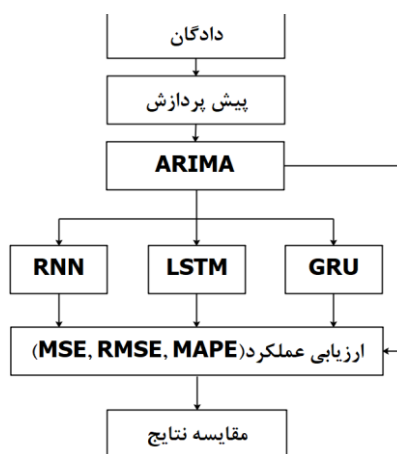 دادگان
پیش پردازش
ARIMA
RNN
LSTM
GRU
ارزیابی عملکرد(MSE, RMSE, MAPE)
مقایسه نتایج